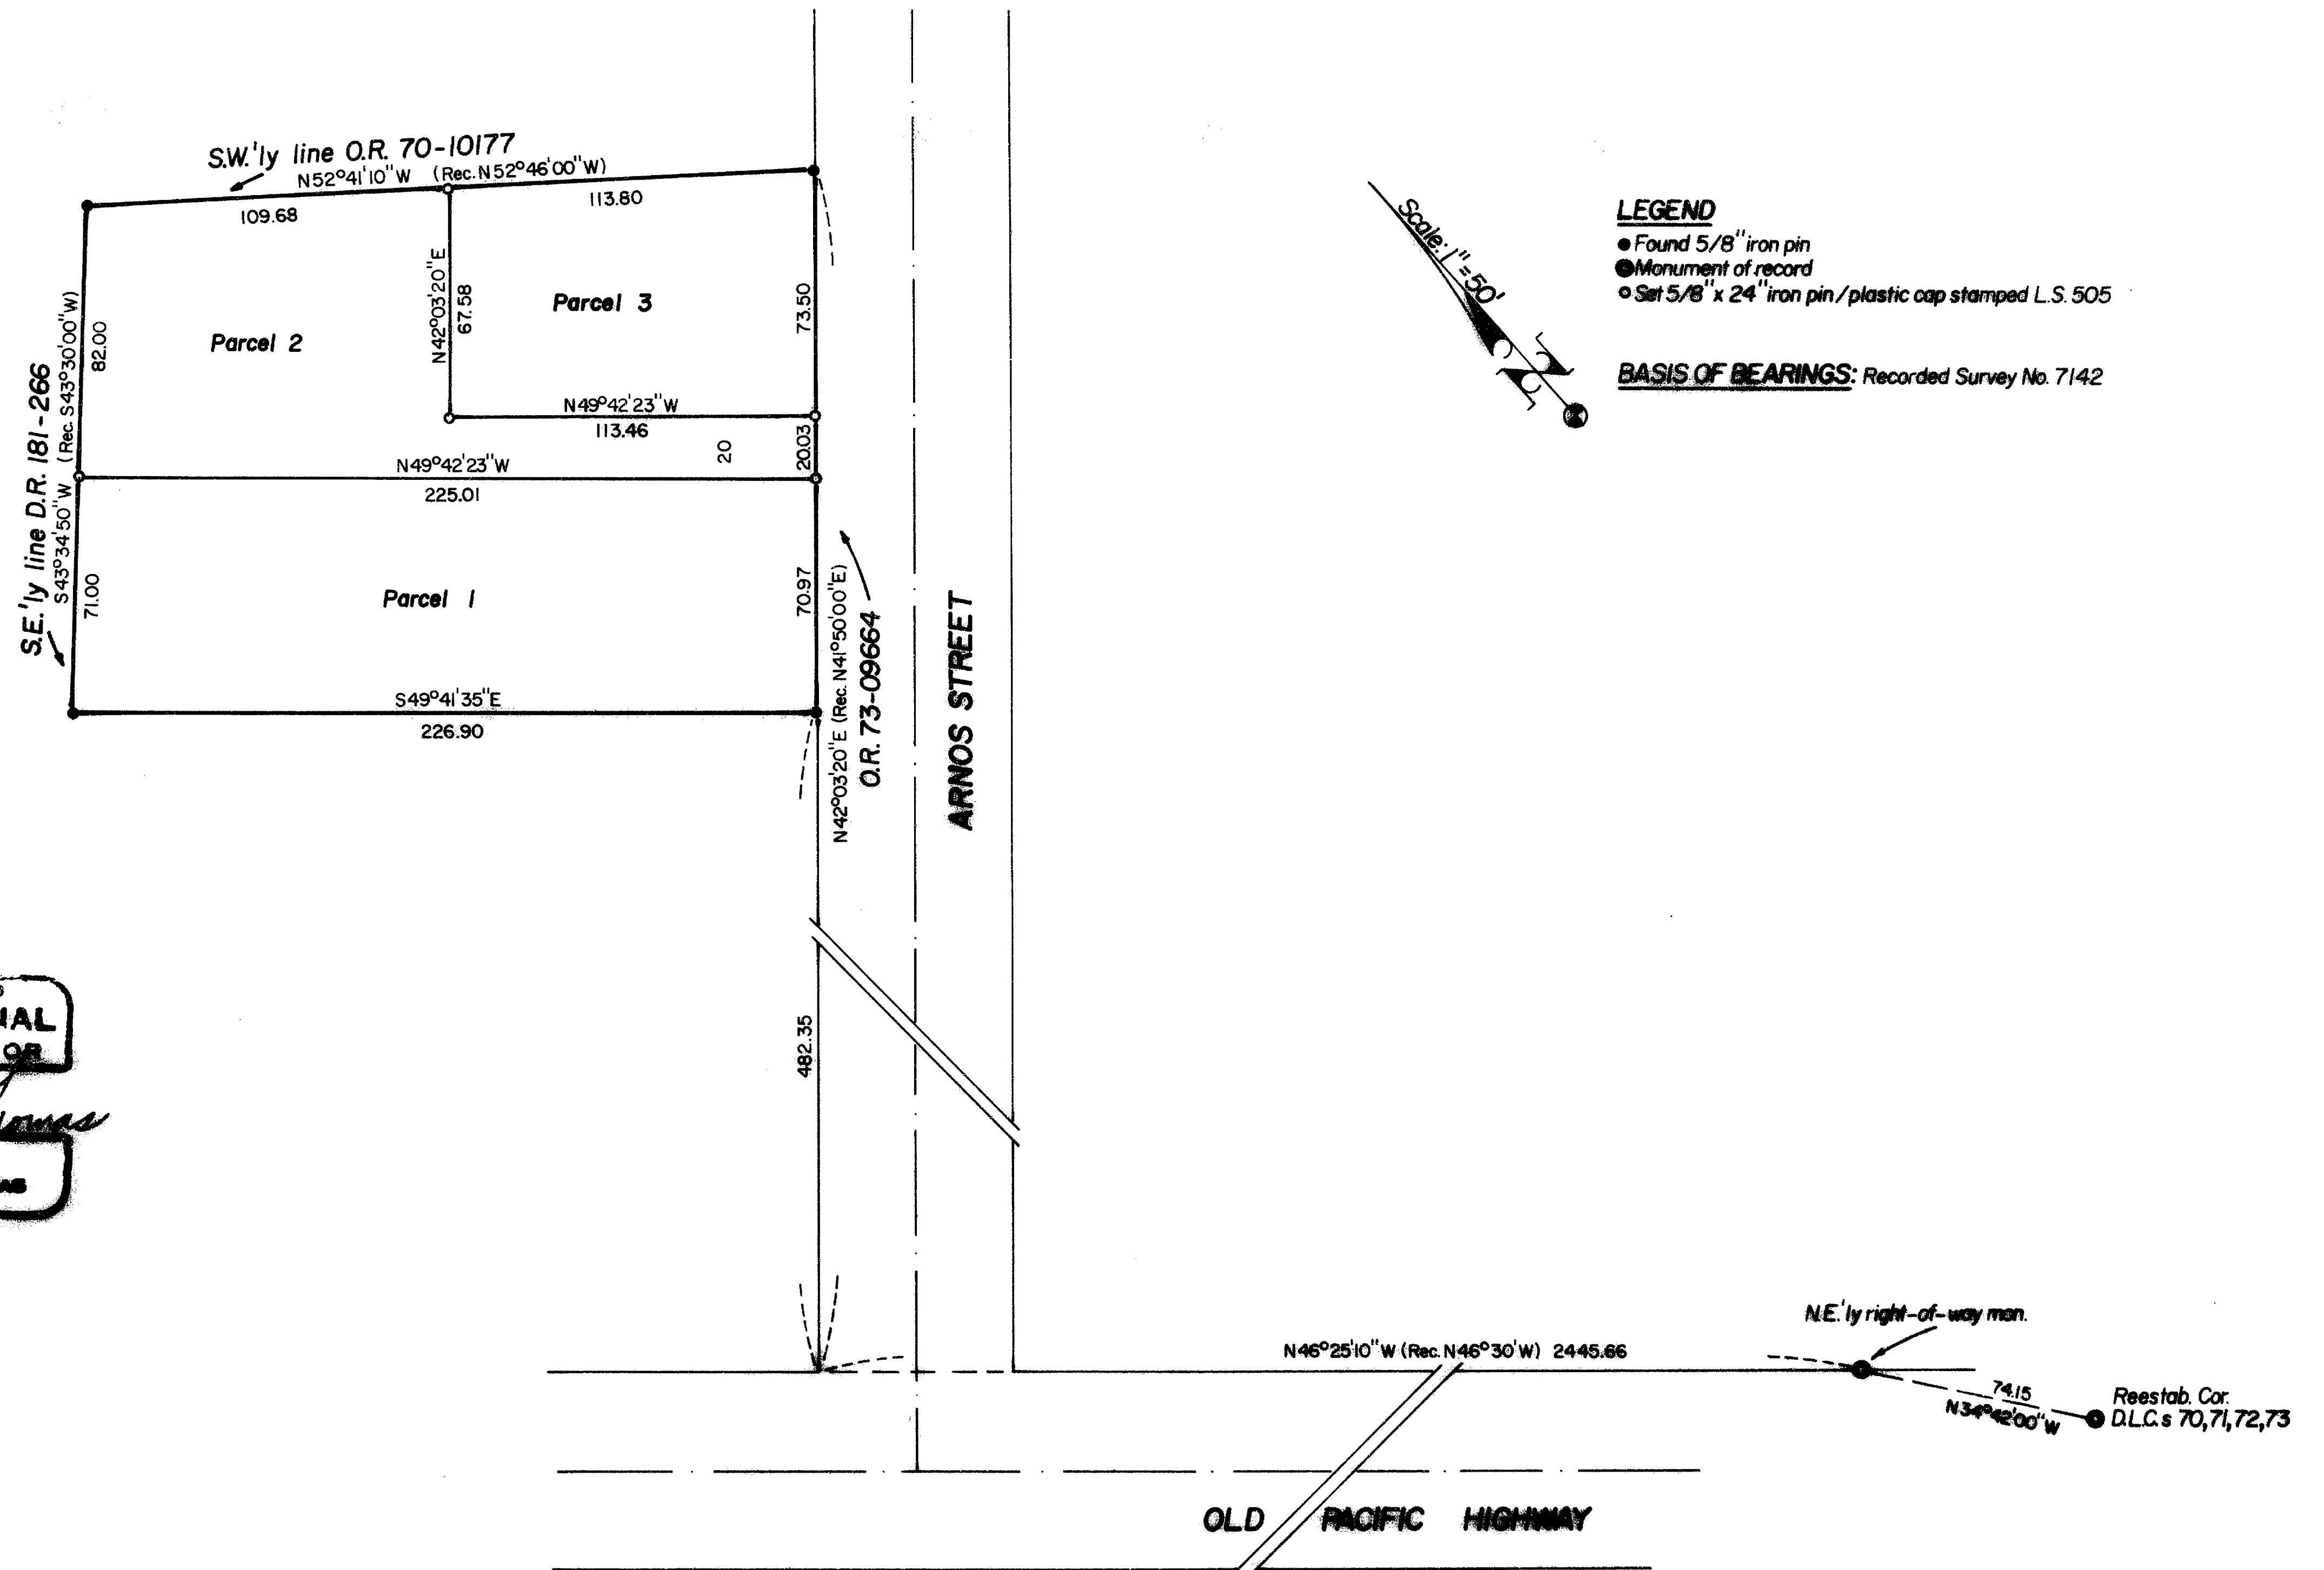 S.W.'ly line O.R. 70-10177
N52°41'10"W (Rec. N52°46'00"W)
109.68
113.80
S.E.'ly line D.R. 181-266
S43°34'50"W (Rec. S43°30'00"W)
82.00
71.00
Parcel 2
N42°03'20"E
67.58
Parcel 3
73.50
N49°42'23"W
113.46
20
20.03
N49°42'23"W
225.01
Parcel 1
70.97
S49°41'35"E
226.90
N42°03'20"E (Rec. N41°50'00"E)
O.R. 73-09664
ARNOS STREET
482.35
Scale: 1"=50'
N
LEGEND
Found 5/8" iron pin
Monument of record
Set 5/8" x 24" iron pin/plastic cap stamped L.S. 505
BASIS OF BEARINGS: Recorded Survey No. 7142
NAL
OR
homas
AS
N.E.'ly right-of-way mon.
N46°25'10"W (Rec. N46°30'W) 2445.66
74.15
N34°42'00"W
Reestab. Cor.
D.L.C.s 70,71,72,73
OLD PACIFIC HIGHWAY